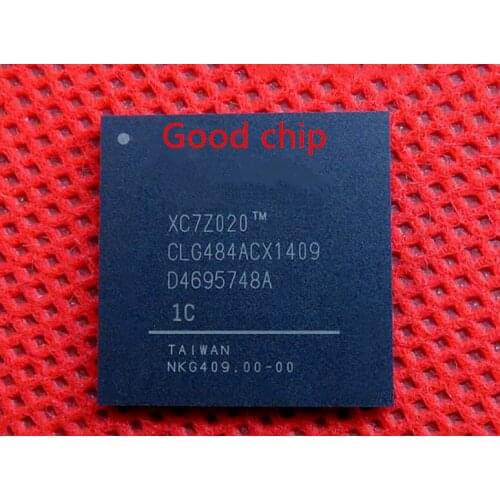 Good chip
XC7Z020™
CLG484ACX1409
D4695748A
1C
TAIWAN
NKG409.00-00